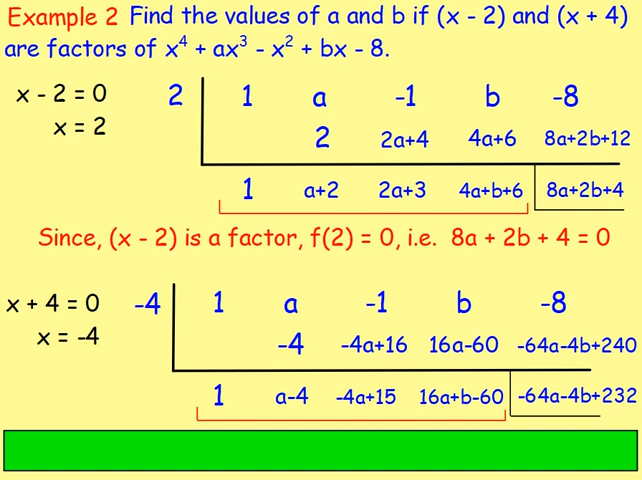 Example 2 Find the values of a and b if (x - 2) and (x + 4)
are factors of x⁴ + ax³ - x² + bx - 8.
x - 2 = 0 2 1 a -1 b -8
x = 2 2 2a+4 4a+6 8a+2b+12
1 a+2 2a+3 4a+b+6 8a+2b+4
Since, (x - 2) is a factor, f(2) = 0, i.e. 8a + 2b + 4 = 0
x + 4 = 0 -4 1 a -1 b -8
x = -4 -4 -4a+16 16a-60 -64a-4b+240
1 a-4 -4a+15 16a+b-60 -64a-4b+232